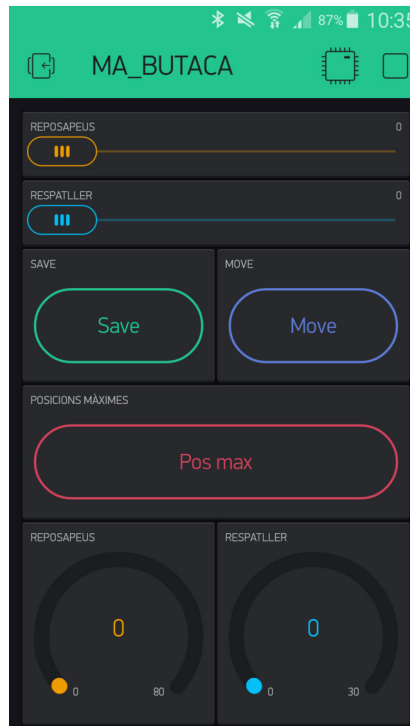 87% 10:35
MA_BUTACA
REPOSAPEUS 0
RESPATLLER 0
SAVE MOVE
Save Move
POSICIONS MÀXIMES
Pos max
REPOSAPEUS RESPATLLER
0 0
0 80 0 30